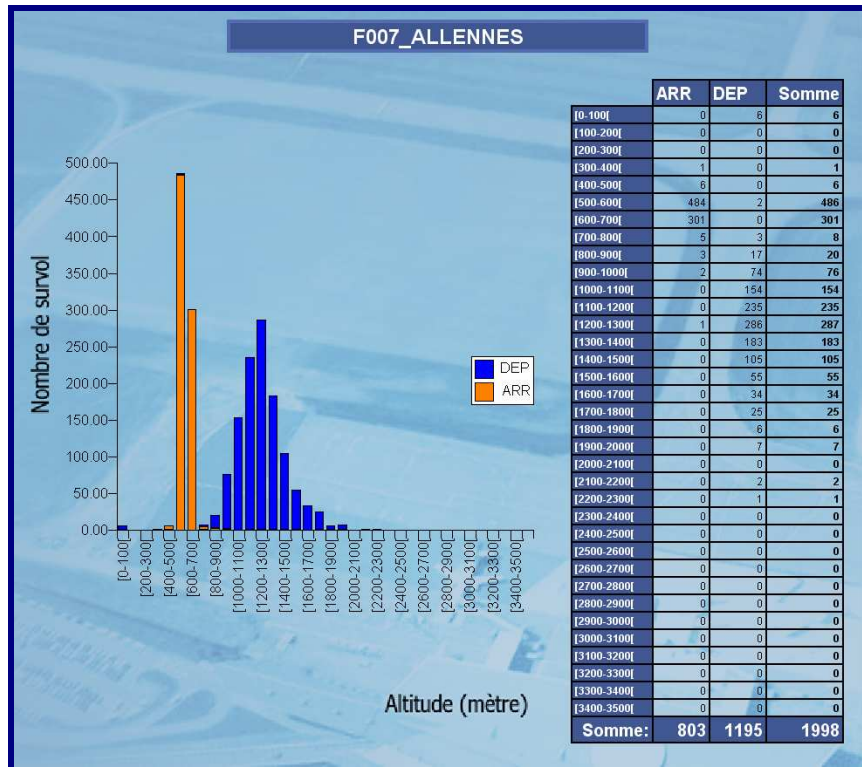 F007_ALLENNES
ARR DEP Somme
[0-100[ 0 6 6
[100-200[ 0 0 0
[200-300[ 0 0 0
[300-400[ 1 0 1
[400-500[ 6 0 6
[500-600[ 484 2 486
[600-700[ 301 0 301
[700-800[ 5 3 8
[800-900[ 3 17 20
[900-1000[ 2 74 76
[1000-1100[ 0 154 154
[1100-1200[ 0 235 235
[1200-1300[ 1 286 287
[1300-1400[ 0 183 183
[1400-1500[ 0 105 105
[1500-1600[ 0 55 55
[1600-1700[ 0 34 34
[1700-1800[ 0 25 25
[1800-1900[ 0 6 6
[1900-2000[ 0 7 7
[2000-2100[ 0 0 0
[2100-2200[ 0 2 2
[2200-2300[ 0 1 1
[2300-2400[ 0 0 0
[2400-2500[ 0 0 0
[2500-2600[ 0 0 0
[2600-2700[ 0 0 0
[2700-2800[ 0 0 0
[2800-2900[ 0 0 0
[2900-3000[ 0 0 0
[3000-3100[ 0 0 0
[3100-3200[ 0 0 0
[3200-3300[ 0 0 0
[3300-3400[ 0 0 0
[3400-3500[ 0 0 0
Somme: 803 1195 1998
Nombre de survol
500.00
450.00
400.00
350.00
300.00
250.00
200.00
150.00
100.00
50.00
0.00
DEP
ARR
[0-100[
[200-300[
[400-500[
[600-700[
[800-900[
[1000-1100[
[1200-1300[
[1400-1500[
[1600-1700[
[1800-1900[
[2000-2100[
[2200-2300[
[2400-2500[
[2600-2700[
[2800-2900[
[3000-3100[
[3200-3300[
[3400-3500[
Altitude (mètre)